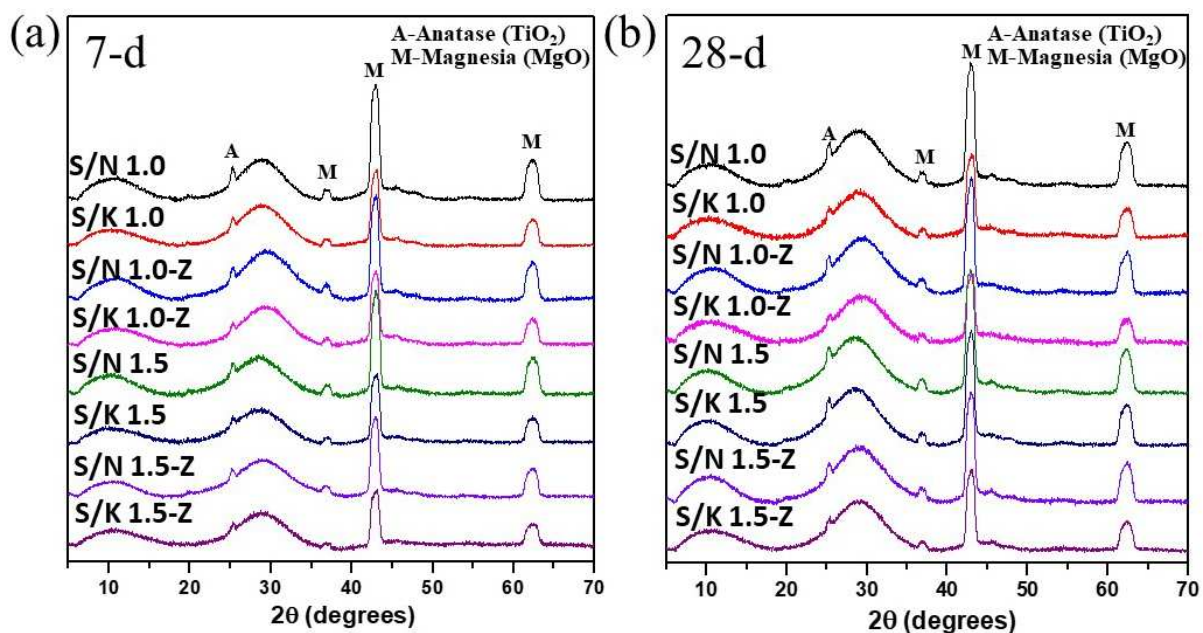 (a)
7-d
A-Anatase (TiO₂)
M-Magnesia (MgO)
M
A
M
M
S/N 1.0
S/K 1.0
S/N 1.0-Z
S/K 1.0-Z
S/N 1.5
S/K 1.5
S/N 1.5-Z
S/K 1.5-Z
10 20 30 40 50 60 70
2θ (degrees)
(b)
28-d
A-Anatase (TiO₂)
M-Magnesia (MgO)
M
A
M
M
S/N 1.0
S/K 1.0
S/N 1.0-Z
S/K 1.0-Z
S/N 1.5
S/K 1.5
S/N 1.5-Z
S/K 1.5-Z
10 20 30 40 50 60 70
2θ (degrees)